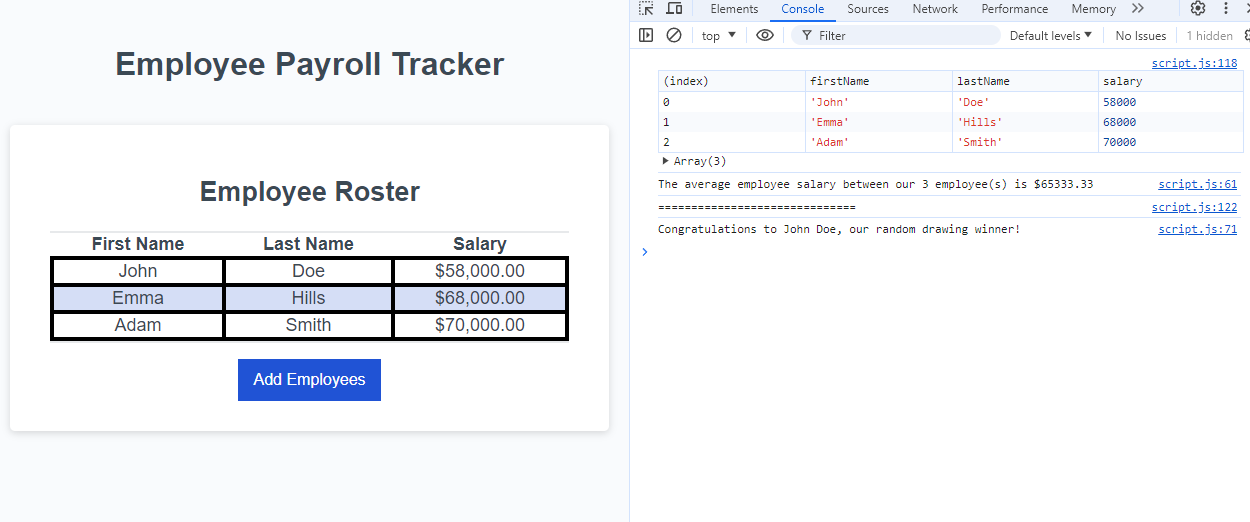 Employee Payroll Tracker
Employee Roster
First Name Last Name Salary
John Doe $58,000.00
Emma Hills $68,000.00
Adam Smith $70,000.00
Add Employees
Elements Console Sources Network Performance Memory
top Filter Default levels No Issues 1 hidden
script.js:118
(index) firstName lastName salary
0 'John' 'Doe' 58000
1 'Emma' 'Hills' 68000
2 'Adam' 'Smith' 70000
Array(3)
The average employee salary between our 3 employee(s) is $65333.33 script.js:61
============================== script.js:122
Congratulations to John Doe, our random drawing winner! script.js:71